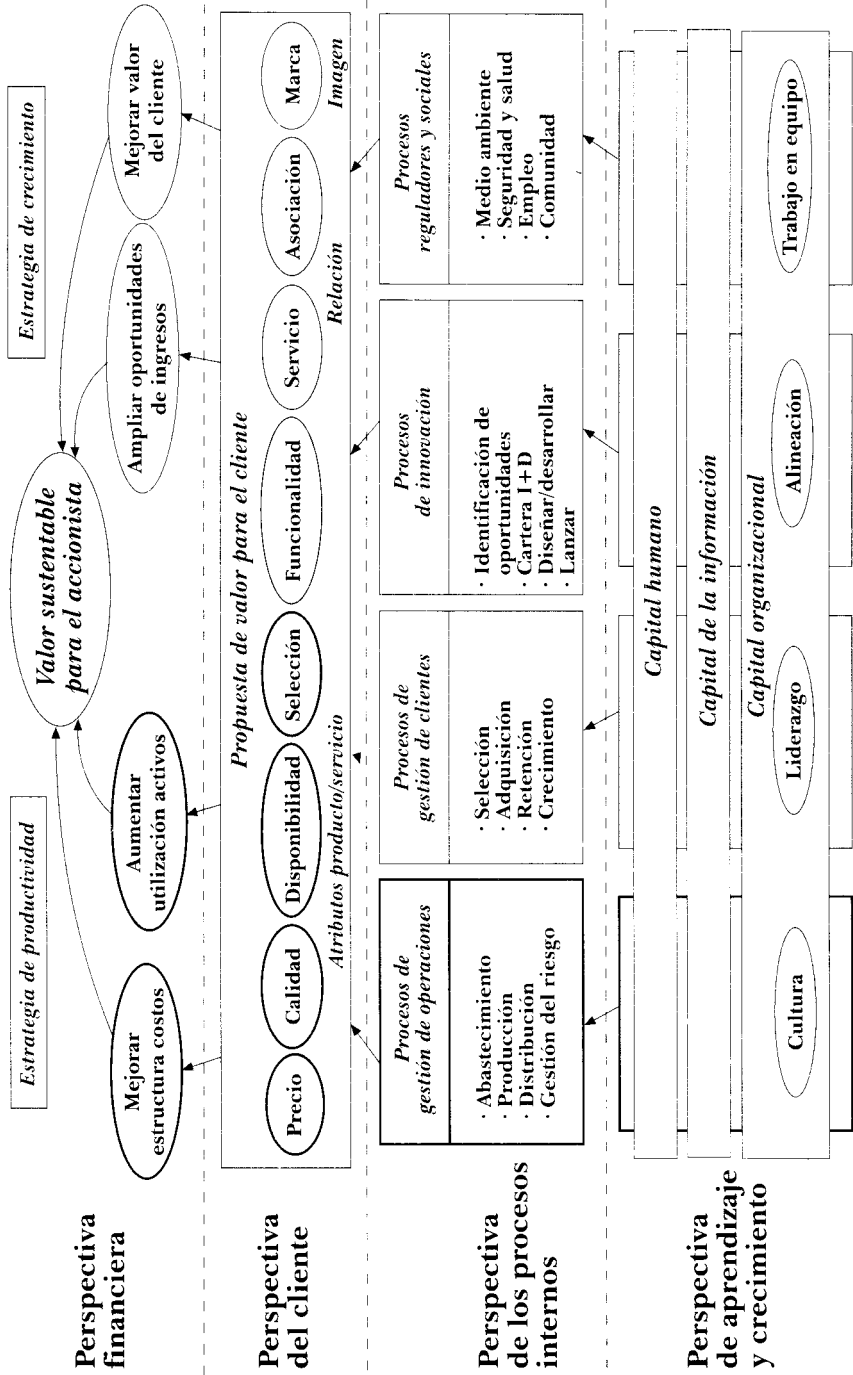 Estrategia de productividad
Estrategia de crecimiento
Perspectiva
financiera
Valor sustentable
para el accionista
Mejorar
estructura costos
Aumentar
utilización activos
Ampliar oportunidades
de ingresos
Mejorar valor
del cliente
Perspectiva
del cliente
Propuesta de valor para el cliente
Precio
Calidad
Disponibilidad
Selección
Funcionalidad
Servicio
Asociación
Marca
Atributos producto/servicio
Relación
Imagen
Perspectiva
de los procesos
internos
Procesos de
gestión de operaciones
· Abastecimiento
· Producción
· Distribución
· Gestión del riesgo
Procesos de
gestión de clientes
· Selección
· Adquisición
· Retención
· Crecimiento
Procesos
de innovación
· Identificación de
oportunidades
· Cartera I+D
· Diseñar/desarrollar
· Lanzar
Procesos
reguladores y sociales
· Medio ambiente
· Seguridad y salud
· Empleo
· Comunidad
Perspectiva
de aprendizaje
y crecimiento
Capital humano
Capital de la información
Capital organizacional
Cultura
Liderazgo
Alineación
Trabajo en equipo